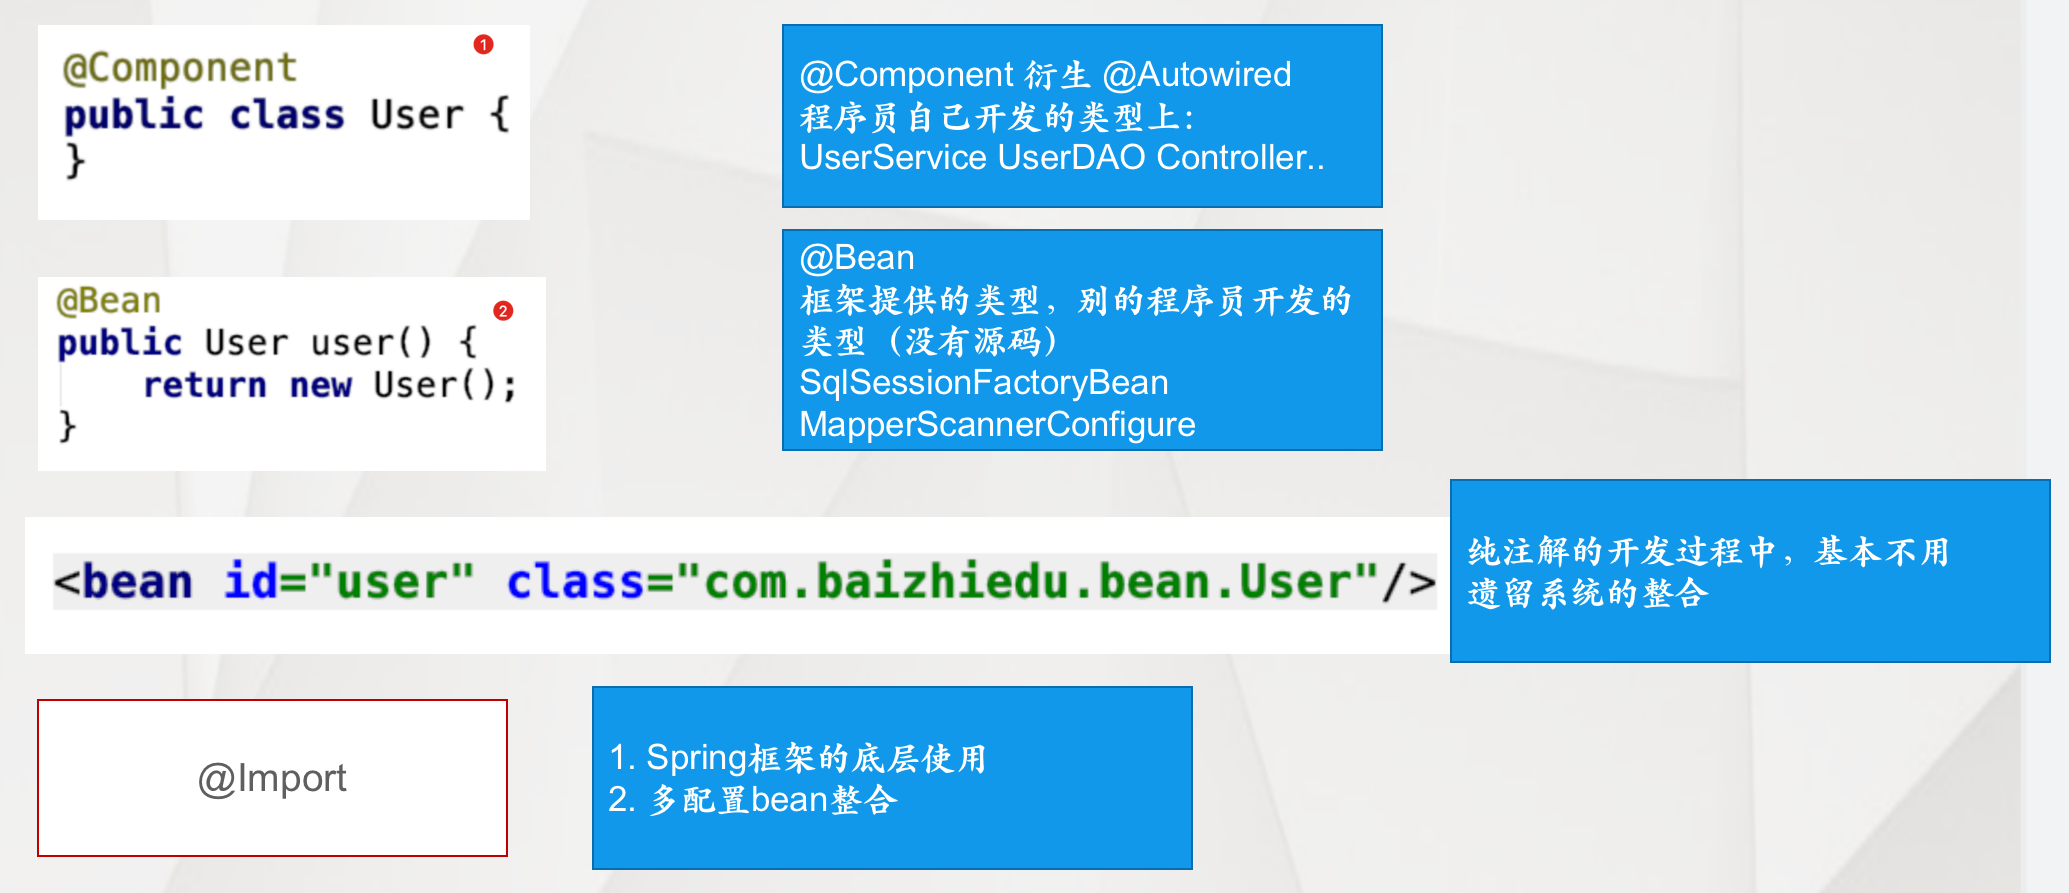 @Component
1
public class User {
}
@Component 衍生 @Autowired
程序员自己开发的类型上：
UserService UserDAO Controller..
@Bean
2
public User user() {
return new User();
}
@Bean
框架提供的类型，别的程序员开发的
类型（没有源码）
SqlSessionFactoryBean
MapperScannerConfigure
<bean id="user" class="com.baizhiedu.bean.User"/>
纯注解的开发过程中，基本不用
遗留系统的整合
@Import
1. Spring框架的底层使用
2. 多配置bean整合